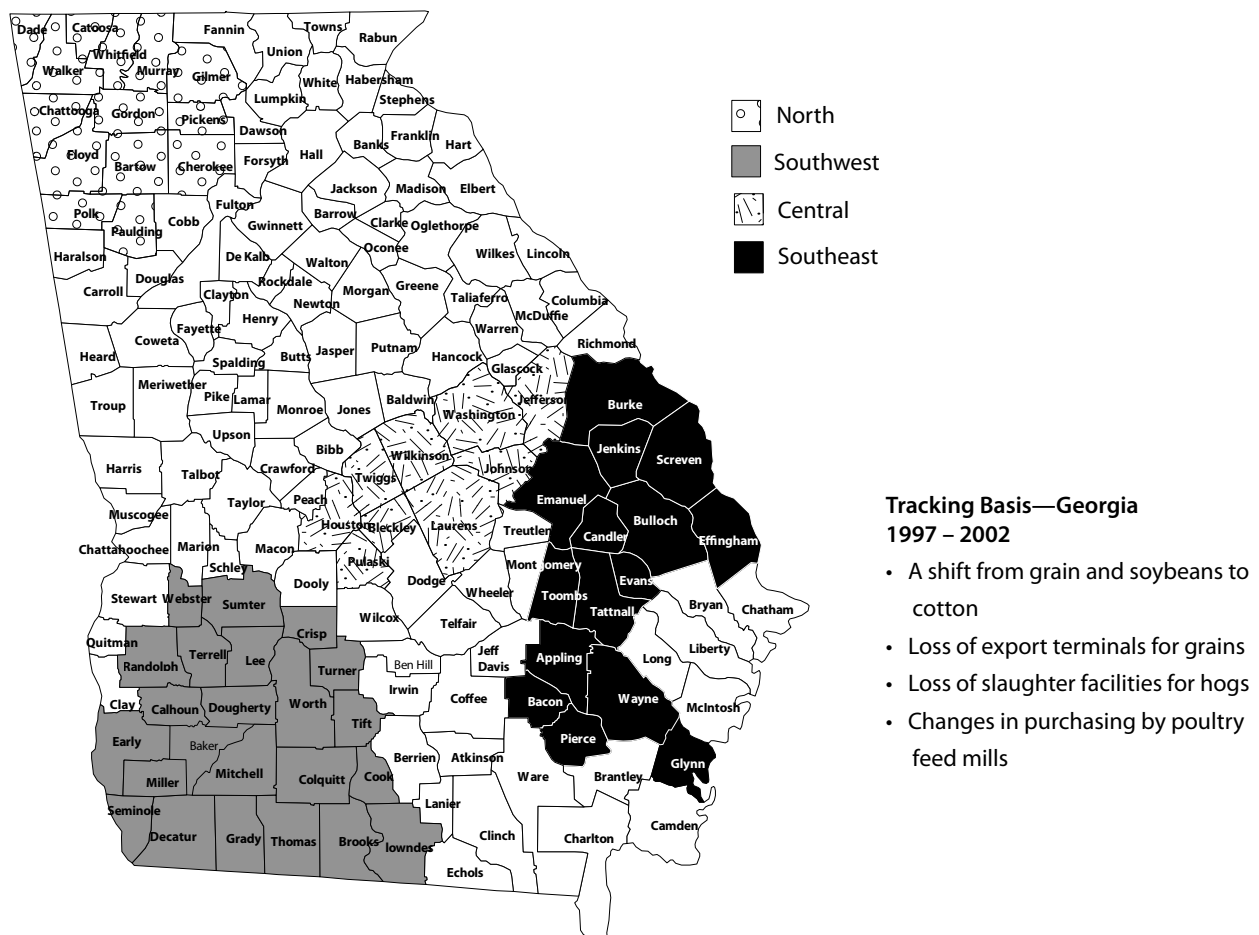 Dade
Catoosa
Fannin
Towns
Rabun
Union
Whitfield
Walker
Murray
Gilmer
White
Habersham
Lumpkin
Stephens
Chattooga
Gordon
Pickens
Dawson
Banks
Franklin
Hart
Floyd
Bartow
Cherokee
Forsyth
Hall
Jackson
Madison
Elbert
Polk
Paulding
Cobb
Fulton
Gwinnett
Barrow
Clarke
Oglethorpe
Oconee
Haralson
De Kalb
Walton
Wilkes
Lincoln
Carroll
Douglas
Clayton
Rockdale
Newton
Morgan
Greene
Taliaferro
Columbia
McDuffie
Warren
Henry
Fayette
Coweta
Heard
Spalding
Butts
Jasper
Putnam
Hancock
Glascock
Richmond
Troup
Meriwether
Pike
Lamar
Monroe
Jones
Baldwin
Washington
Jefferson
Burke
Upson
Bibb
Wilkinson
Jenkins
Screven
Harris
Talbot
Crawford
Twiggs
Johnson
Taylor
Peach
Emanuel
Muscogee
Houston
Bleckley
Laurens
Treutlen
Candler
Bulloch
Effingham
Chattahoochee
Marion
Macon
Schley
Dooly
Pulaski
Dodge
Montgomery
Evans
Stewart
Webster
Sumter
Wilcox
Wheeler
Telfair
Toombs
Tattnall
Bryan
Chatham
Quitman
Randolph
Terrell
Lee
Crisp
Turner
Ben Hill
Jeff
Davis
Appling
Long
Liberty
Clay
Calhoun
Dougherty
Worth
Tift
Irwin
Coffee
Bacon
Wayne
McIntosh
Early
Baker
Miller
Mitchell
Colquitt
Cook
Berrien
Atkinson
Pierce
Ware
Brantley
Glynn
Seminole
Decatur
Grady
Thomas
Brooks
lowndes
Lanier
Clinch
Echols
Charlton
Camden
North
Southwest
Central
Southeast
Tracking Basis—Georgia
1997 – 2002
• A shift from grain and soybeans to
cotton
• Loss of export terminals for grains
• Loss of slaughter facilities for hogs
• Changes in purchasing by poultry
feed mills